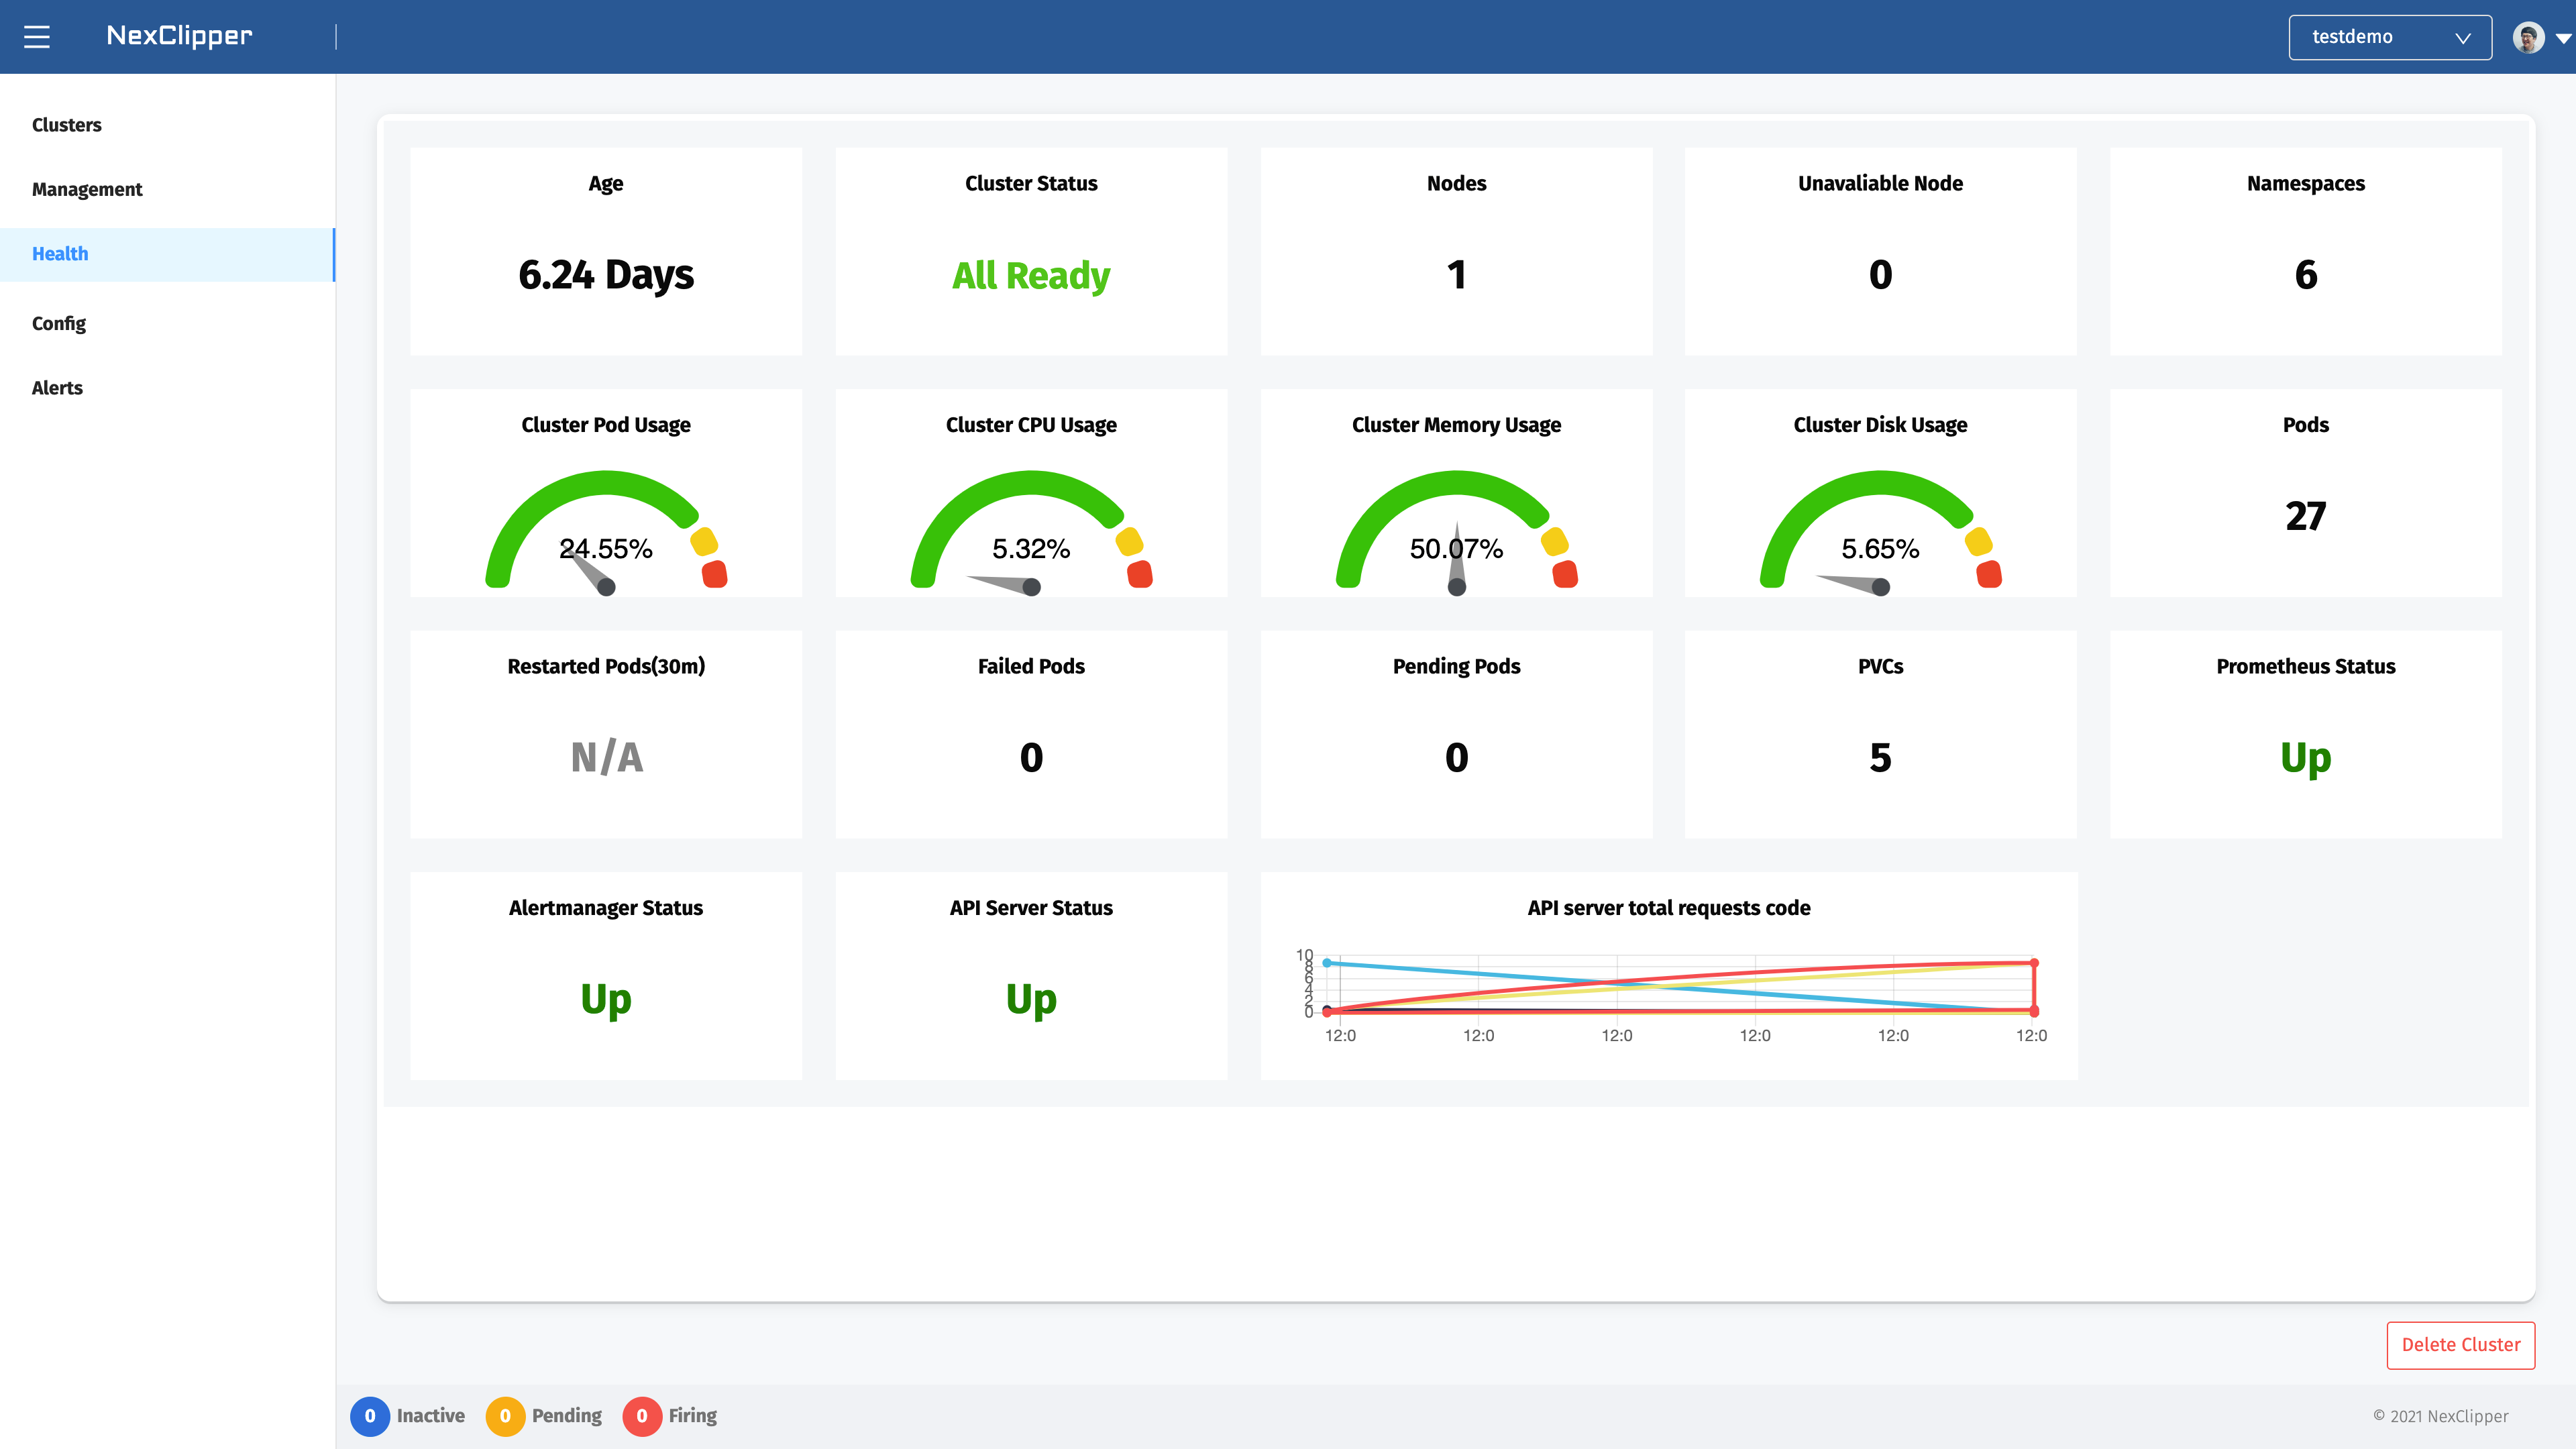 NexClipper
testdemo
Clusters
Management
Health
Config
Alerts
Age
6.24 Days
Cluster Status
All Ready
Nodes
1
Unavaliable Node
0
Namespaces
6
Cluster Pod Usage
24.55%
Cluster CPU Usage
5.32%
Cluster Memory Usage
50.07%
Cluster Disk Usage
5.65%
Pods
27
Restarted Pods(30m)
N/A
Failed Pods
0
Pending Pods
0
PVCs
5
Prometheus Status
Up
Alertmanager Status
Up
API Server Status
Up
API server total requests code
10
8
6
4
2
0
12:0 12:0 12:0 12:0 12:0 12:0
Delete Cluster
0 Inactive 0 Pending 0 Firing
© 2021 NexClipper